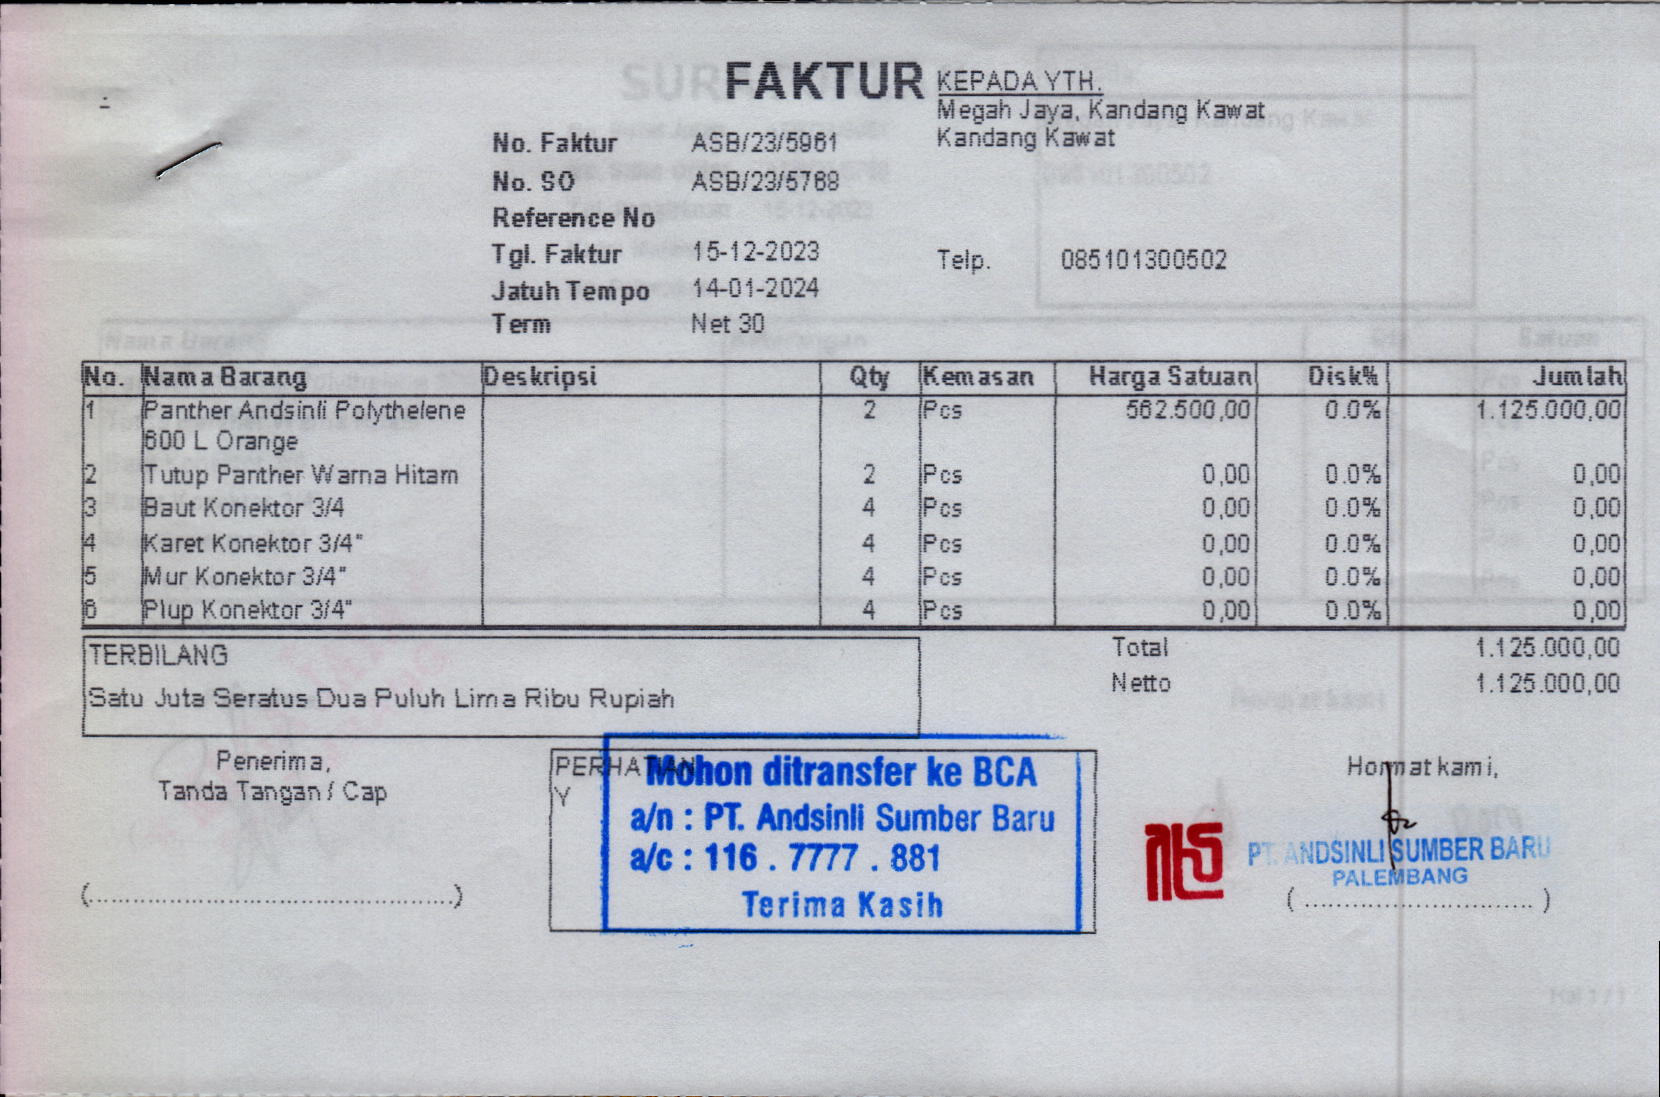 FAKTUR
KEPADA YTH.
Megah Jaya, Kandang Kawat
Kandang Kawat
No. Faktur ASB/23/5961
No. SO ASB/23/5768
Reference No
Tgl. Faktur 15-12-2023
Telp. 085101300502
Jatuh Tempo 14-01-2024
Term Net 30
No. Nama Barang Deskripsi Qty Kemasan Harga Satuan Disk% Jumlah
1 Panther Andsinli Polythelene 2 Pcs 562.500,00 0.0% 1.125.000,00
600 L Orange
2 Tutup Panther Warna Hitam 2 Pcs 0,00 0.0% 0,00
3 Baut Konektor 3/4 4 Pcs 0,00 0.0% 0,00
4 Karet Konektor 3/4" 4 Pcs 0,00 0.0% 0,00
5 Mur Konektor 3/4" 4 Pcs 0,00 0.0% 0,00
6 Plup Konektor 3/4" 4 Pcs 0,00 0.0% 0,00
TERBILANG
Satu Juta Seratus Dua Puluh Lima Ribu Rupiah
Total 1.125.000,00
Netto 1.125.000,00
Penerima,
Tanda Tangan / Cap
PERHATIAN
Y
Mohon ditransfer ke BCA
a/n : PT. Andsinli Sumber Baru
a/c : 116 . 7777 . 881
Terima Kasih
Hormat kami,
PT. ANDSINLI SUMBER BARU
PALEMBANG